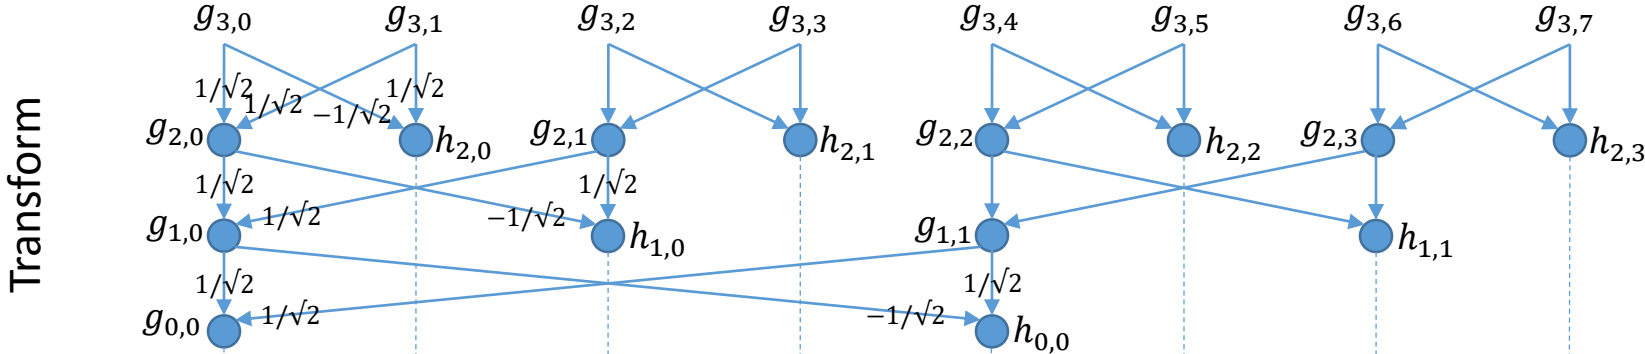 g3,0 g3,1 g3,2 g3,3 g3,4 g3,5 g3,6 g3,7
1/√2 1/√2 −1/√2 1/√2
g2,0 h2,0 g2,1 h2,1 g2,2 h2,2 g2,3 h2,3
1/√2 1/√2
1/√2 −1/√2
g1,0 h1,0 g1,1 h1,1
1/√2 1/√2
1/√2 −1/√2
g0,0 h0,0
Transform